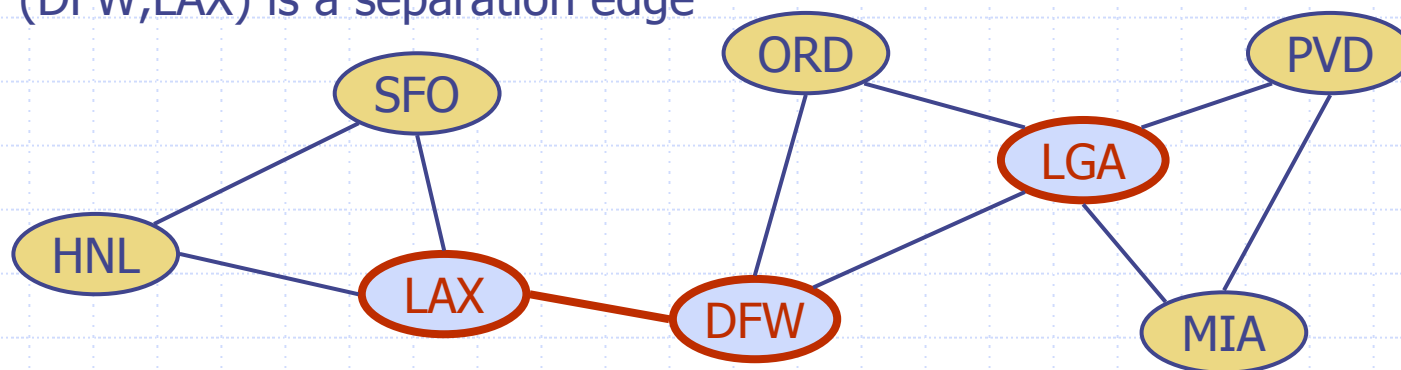 (DFW,LAX) is a separation edge
ORD
PVD
SFO
LGA
HNL
LAX
DFW
MIA